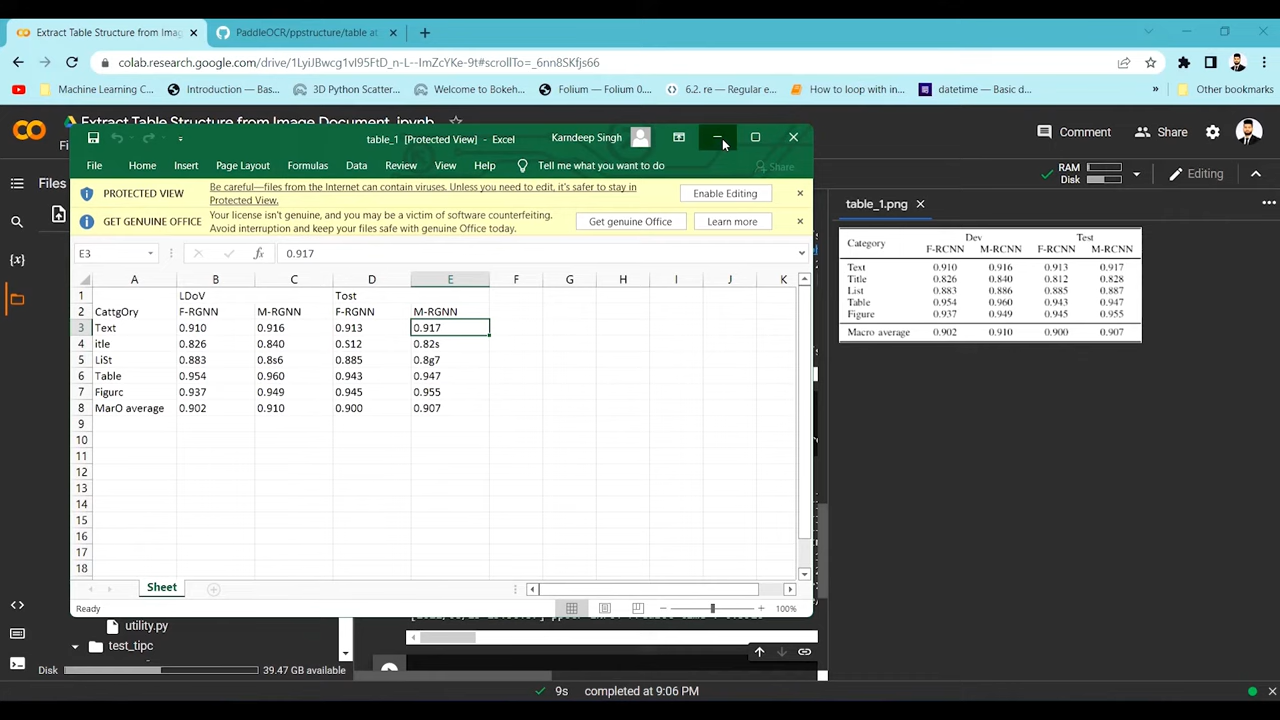 Extract Table Structure from Imag
PaddleOCR/ppstructure/table at
colab.research.google.com/drive/1LyiJBwcg1vI95FtD_n-L--ImZcYKe-9t#scrollTo=_6nn8SKfjs66
Machine Learning C...
Introduction — Bas...
3D Python Scatter...
Welcome to Bokeh...
Folium — Folium 0....
6.2. re — Regular e...
How to loop with in...
datetime — Basic d...
Other bookmarks
Extract Table Structure from Image Document .ipynb
Comment
Share
Files
table_1 [Protected View] - Excel
Karndeep Singh
RAM
Disk
Editing
File Home Insert Page Layout Formulas Data Review View Help Tell me what you want to do Share
PROTECTED VIEW
Be careful—files from the Internet can contain viruses. Unless you need to edit, it's safer to stay in
Protected View.
Enable Editing
GET GENUINE OFFICE
Your license isn't genuine, and you may be a victim of software counterfeiting.
Avoid interruption and keep your files safe with genuine Office today.
Get genuine Office
Learn more
E3
fx
0.917
A B C D E F G H I J K
1 LDoV Tost
2 CattgOry F-RGNN M-RGNN F-RGNN M-RGNN
3 Text 0.910 0.916 0.913 0.917
4 itle 0.826 0.840 0.S12 0.82s
5 LiSt 0.883 0.8s6 0.885 0.8g7
6 Table 0.954 0.960 0.943 0.947
7 Figurc 0.937 0.949 0.945 0.955
8 MarO average 0.902 0.910 0.900 0.907
9
10
11
12
13
14
15
16
17
18
Sheet
Ready
100%
table_1.png
Dev Test
Category F-RCNN M-RCNN F-RCNN M-RCNN
Text 0.910 0.916 0.913 0.917
Title 0.826 0.840 0.812 0.828
List 0.883 0.886 0.885 0.887
Table 0.954 0.960 0.943 0.947
Figure 0.937 0.949 0.945 0.955
Macro average 0.902 0.910 0.900 0.907
utility.py
test_tipc
Disk
39.47 GB available
9s completed at 9:06 PM